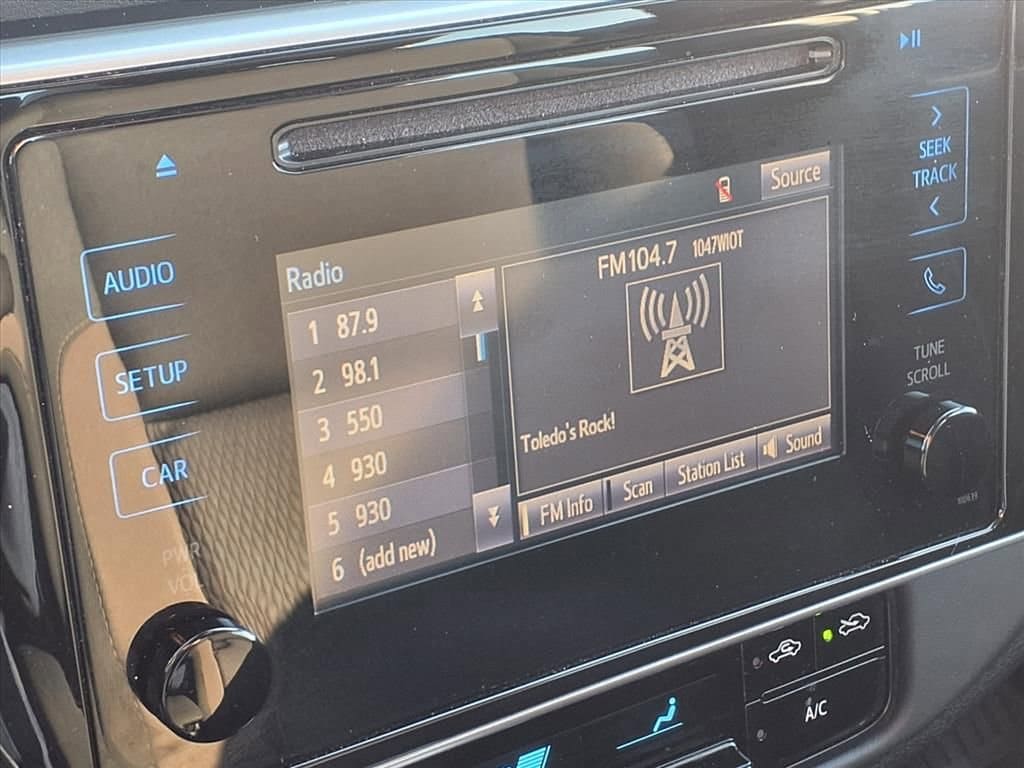 SEEK
TRACK
Source
AUDIO
Radio
FM104.7 1047WIOT
1 87.9
2 98.1
3 550
4 930
5 930
6 (add new)
Toledo's Rock!
FM Info
Scan
Station List
Sound
SETUP
CAR
TUNE
SCROLL
PWR
VOL
A/C